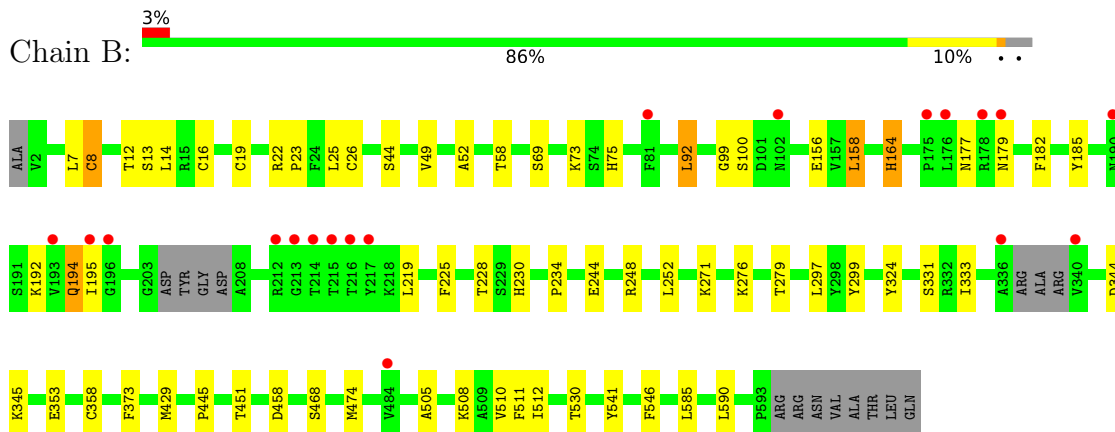 3%
Chain B:
86% 10% • •
ALA V2 L7 C8 T12 S13 L14 R15 C16 C19 R22 P23 F24 L25 C26 S44 V49 A52 T58 S69 K73 S74 H75 F81 L92 G99 S100 D101 N102 E156 V157 L158 H164 P175 L176 N177 R178 N179 F182 Y185 N190
S191 K192 V193 Q194 I195 G196 G203 ASP TYR GLY ASP A208 R212 G213 T214 T215 T216 Y217 K218 L219 F225 T228 S229 H230 P234 E244 R248 L252 K271 K276 T279 L297 Y298 Y299 Y324 S331 R332 I333 A336 ARG ALA ARG V340 D344
K345 E353 C358 F373 M429 P445 T451 D458 S468 M474 V484 A505 K508 A509 V510 F511 I512 T530 Y541 F546 L585 L590 P593 ARG ARG ASN VAL ALA THR LEU GLN